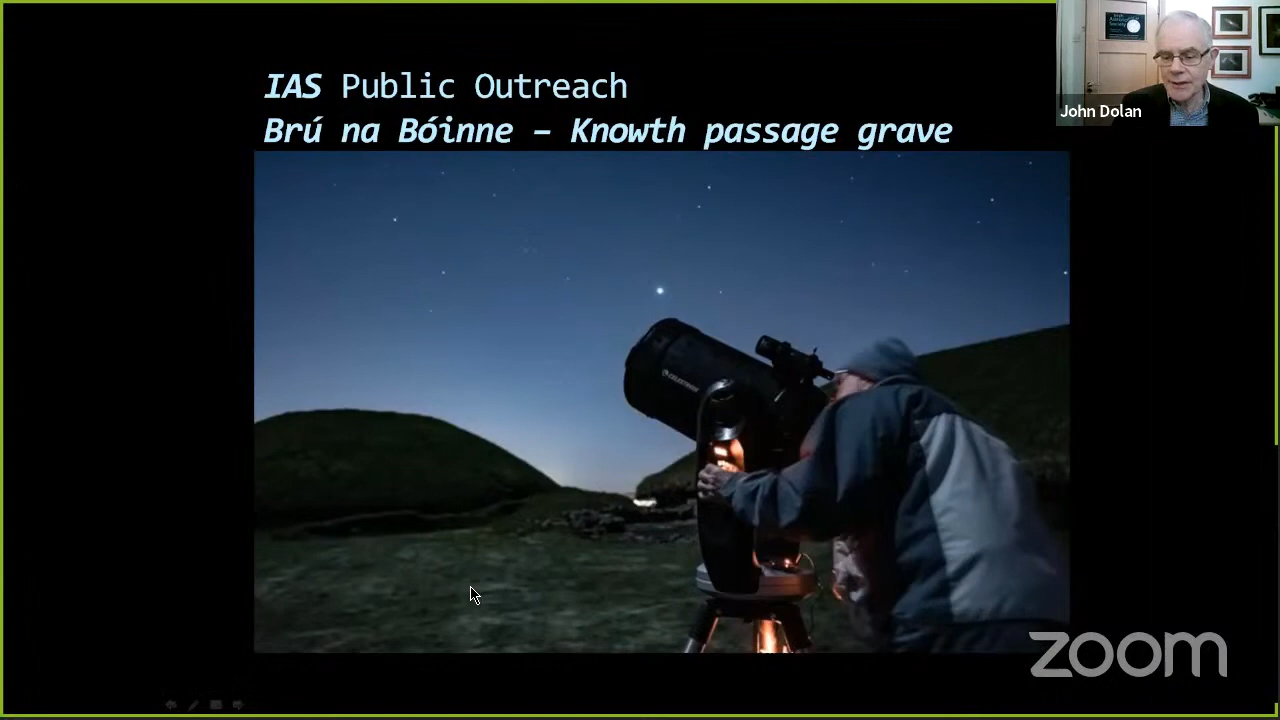 IAS Public Outreach
Brú na Bóinne – Knowth passage grave
John Dolan
CELESTRON
zoom